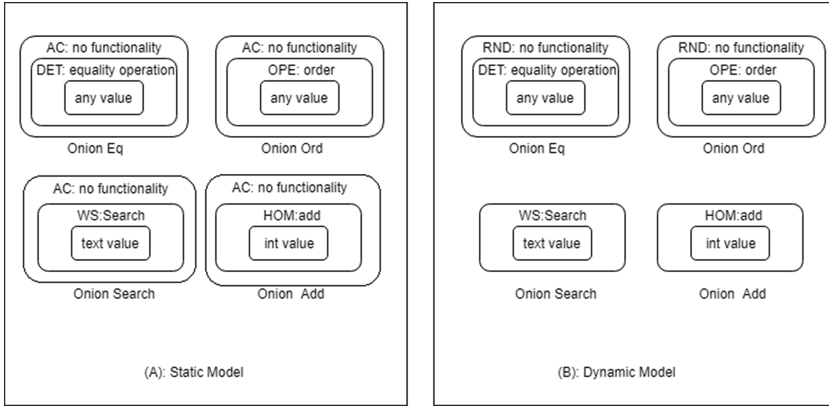 AC: no functionality
DET: equality operation
any value
Onion Eq
AC: no functionality
OPE: order
any value
Onion Ord
AC: no functionality
WS:Search
text value
Onion Search
AC: no functionality
HOM:add
int value
Onion Add
(A): Static Model
RND: no functionality
DET: equality operation
any value
Onion Eq
RND: no functionality
OPE: order
any value
Onion Ord
WS:Search
text value
Onion Search
HOM:add
int value
Onion Add
(B): Dynamic Model